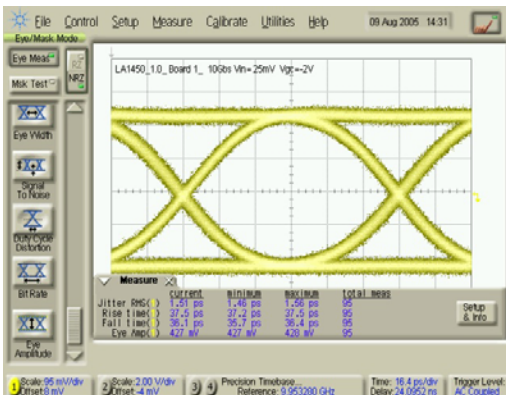 File Control Setup Measure Calibrate Utilities Help 09 Aug 2005 14:31
Eye/Mask Mode
Eye Meas
Msk Test
NRZ
RZ
LA1450_1.0_ Board 1_ 10Gbs Vin=25mV Vgc=-2V
Eye Width
Signal
To Noise
Duty Cycle
Distortion
Bit Rate
Eye
Amplitude
Measure
current minimum maximum total meas
Jitter RMS( ) 1.51 ps 1.46 ps 1.56 ps 95
Rise time( ) 37.5 ps 37.2 ps 37.5 ps 95
Fall time( ) 36.1 ps 35.7 ps 36.4 ps 95
Eye Amp( ) 427 mV 427 mV 428 mV 95
Setup
& Info
1 Scale:95 mV/div
Offset:8 mV
2 Scale:2.00 V/div
Offset:-4 mV
3
4
Precision Timebase...
Reference: 9.953280 GHz
Time: 16.4 ps/div
Delay:24.0952 ns
Trigger Level:
AC Coupled